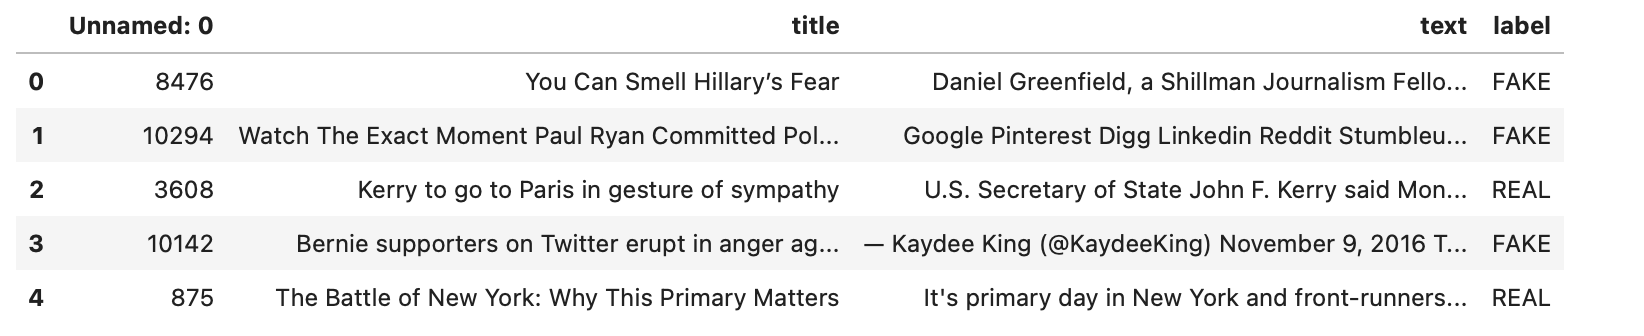 Unnamed: 0 title text label
0 8476 You Can Smell Hillary’s Fear Daniel Greenfield, a Shillman Journalism Fello... FAKE
1 10294 Watch The Exact Moment Paul Ryan Committed Pol... Google Pinterest Digg Linkedin Reddit Stumbleu... FAKE
2 3608 Kerry to go to Paris in gesture of sympathy U.S. Secretary of State John F. Kerry said Mon... REAL
3 10142 Bernie supporters on Twitter erupt in anger ag... — Kaydee King (@KaydeeKing) November 9, 2016 T... FAKE
4 875 The Battle of New York: Why This Primary Matters It's primary day in New York and front-runners... REAL